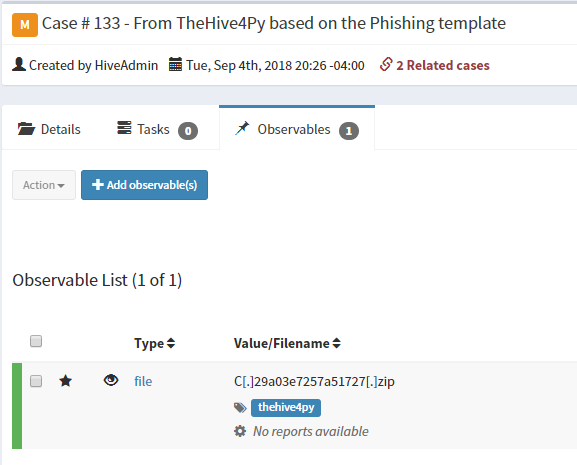 M Case # 133 - From TheHive4Py based on the Phishing template
Created by HiveAdmin Tue, Sep 4th, 2018 20:26 -04:00 2 Related cases
Details Tasks 0 Observables 1
Action + Add observable(s)
Observable List (1 of 1)
Type Value/Filename
file C[.]29a03e7257a51727[.]zip
thehive4py
No reports available